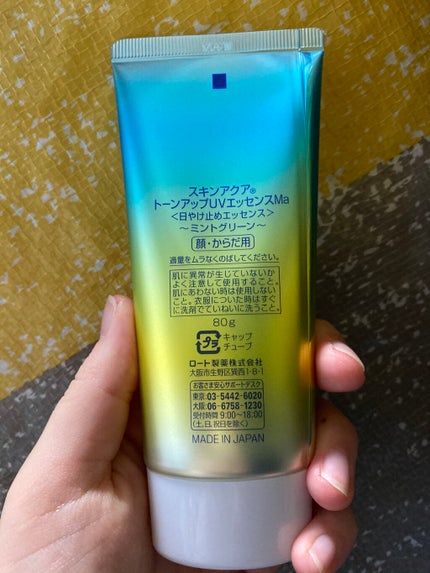 スキンアクア®
トーンアップUVエッセンスMa
<日やけ止めエッセンス>
～ミントグリーン～
顔・からだ用
適量をムラなくのばしてください。
肌に異常が生じていないか
よく注意して使用すること。
肌にあわない時は使用しない
こと。衣服についた時はすぐ
に洗剤でていねいに洗うこと。
80g
プラ
キャップ
チューブ
ロート製薬株式会社
大阪市生野区巽西1-8-1
お客さま安心サポートデスク
東京:03-5442-6020
大阪:06-6758-1230
受付時間9:00~18:00
(土、日、祝日を除く)
MADE IN JAPAN